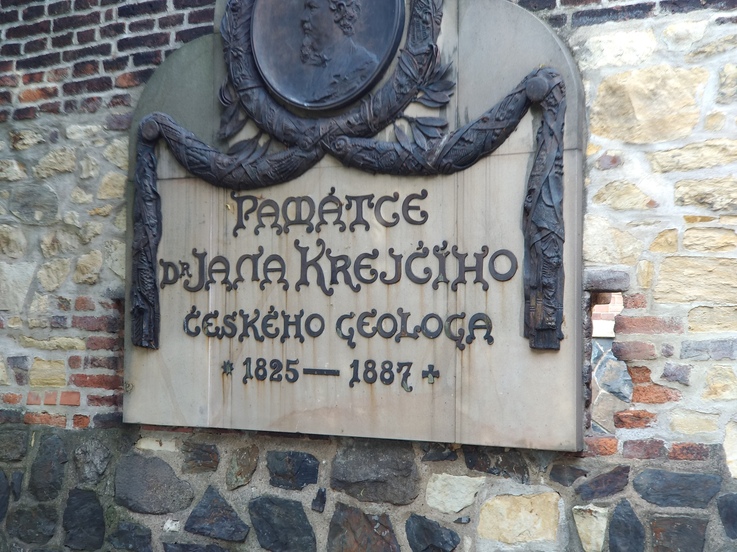 PAMÁTCE
DR. JANA KREJČÍHO
ČESKÉHO GEOLOGA
* 1825 — 1887 +